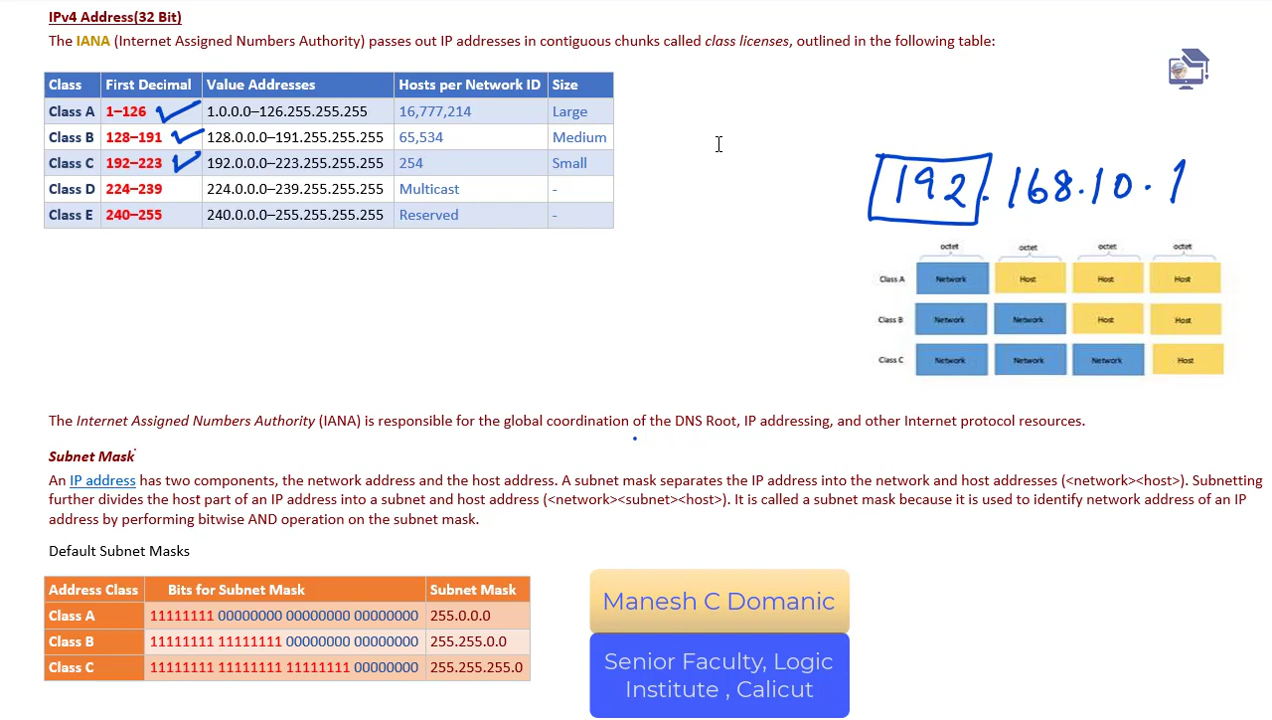 IPv4 Address(32 Bit)
The IANA (Internet Assigned Numbers Authority) passes out IP addresses in contiguous chunks called class licenses, outlined in the following table:
Class First Decimal Value Addresses Hosts per Network ID Size
Class A 1–126 1.0.0.0–126.255.255.255 16,777,214 Large
Class B 128–191 128.0.0.0–191.255.255.255 65,534 Medium
Class C 192–223 192.0.0.0–223.255.255.255 254 Small
Class D 224–239 224.0.0.0–239.255.255.255 Multicast -
Class E 240–255 240.0.0.0–255.255.255.255 Reserved -
192.168.10.1
octet octet octet octet
Class A Network Host Host Host
Class B Network Network Host Host
Class C Network Network Network Host
The Internet Assigned Numbers Authority (IANA) is responsible for the global coordination of the DNS Root, IP addressing, and other Internet protocol resources.
Subnet Mask
An IP address has two components, the network address and the host address. A subnet mask separates the IP address into the network and host addresses (<network><host>). Subnetting
further divides the host part of an IP address into a subnet and host address (<network><subnet><host>). It is called a subnet mask because it is used to identify network address of an IP
address by performing bitwise AND operation on the subnet mask.
Default Subnet Masks
Address Class Bits for Subnet Mask Subnet Mask
Class A 11111111 00000000 00000000 00000000 255.0.0.0
Class B 11111111 11111111 00000000 00000000 255.255.0.0
Class C 11111111 11111111 11111111 00000000 255.255.255.0
Manesh C Domanic
Senior Faculty, Logic
Institute , Calicut